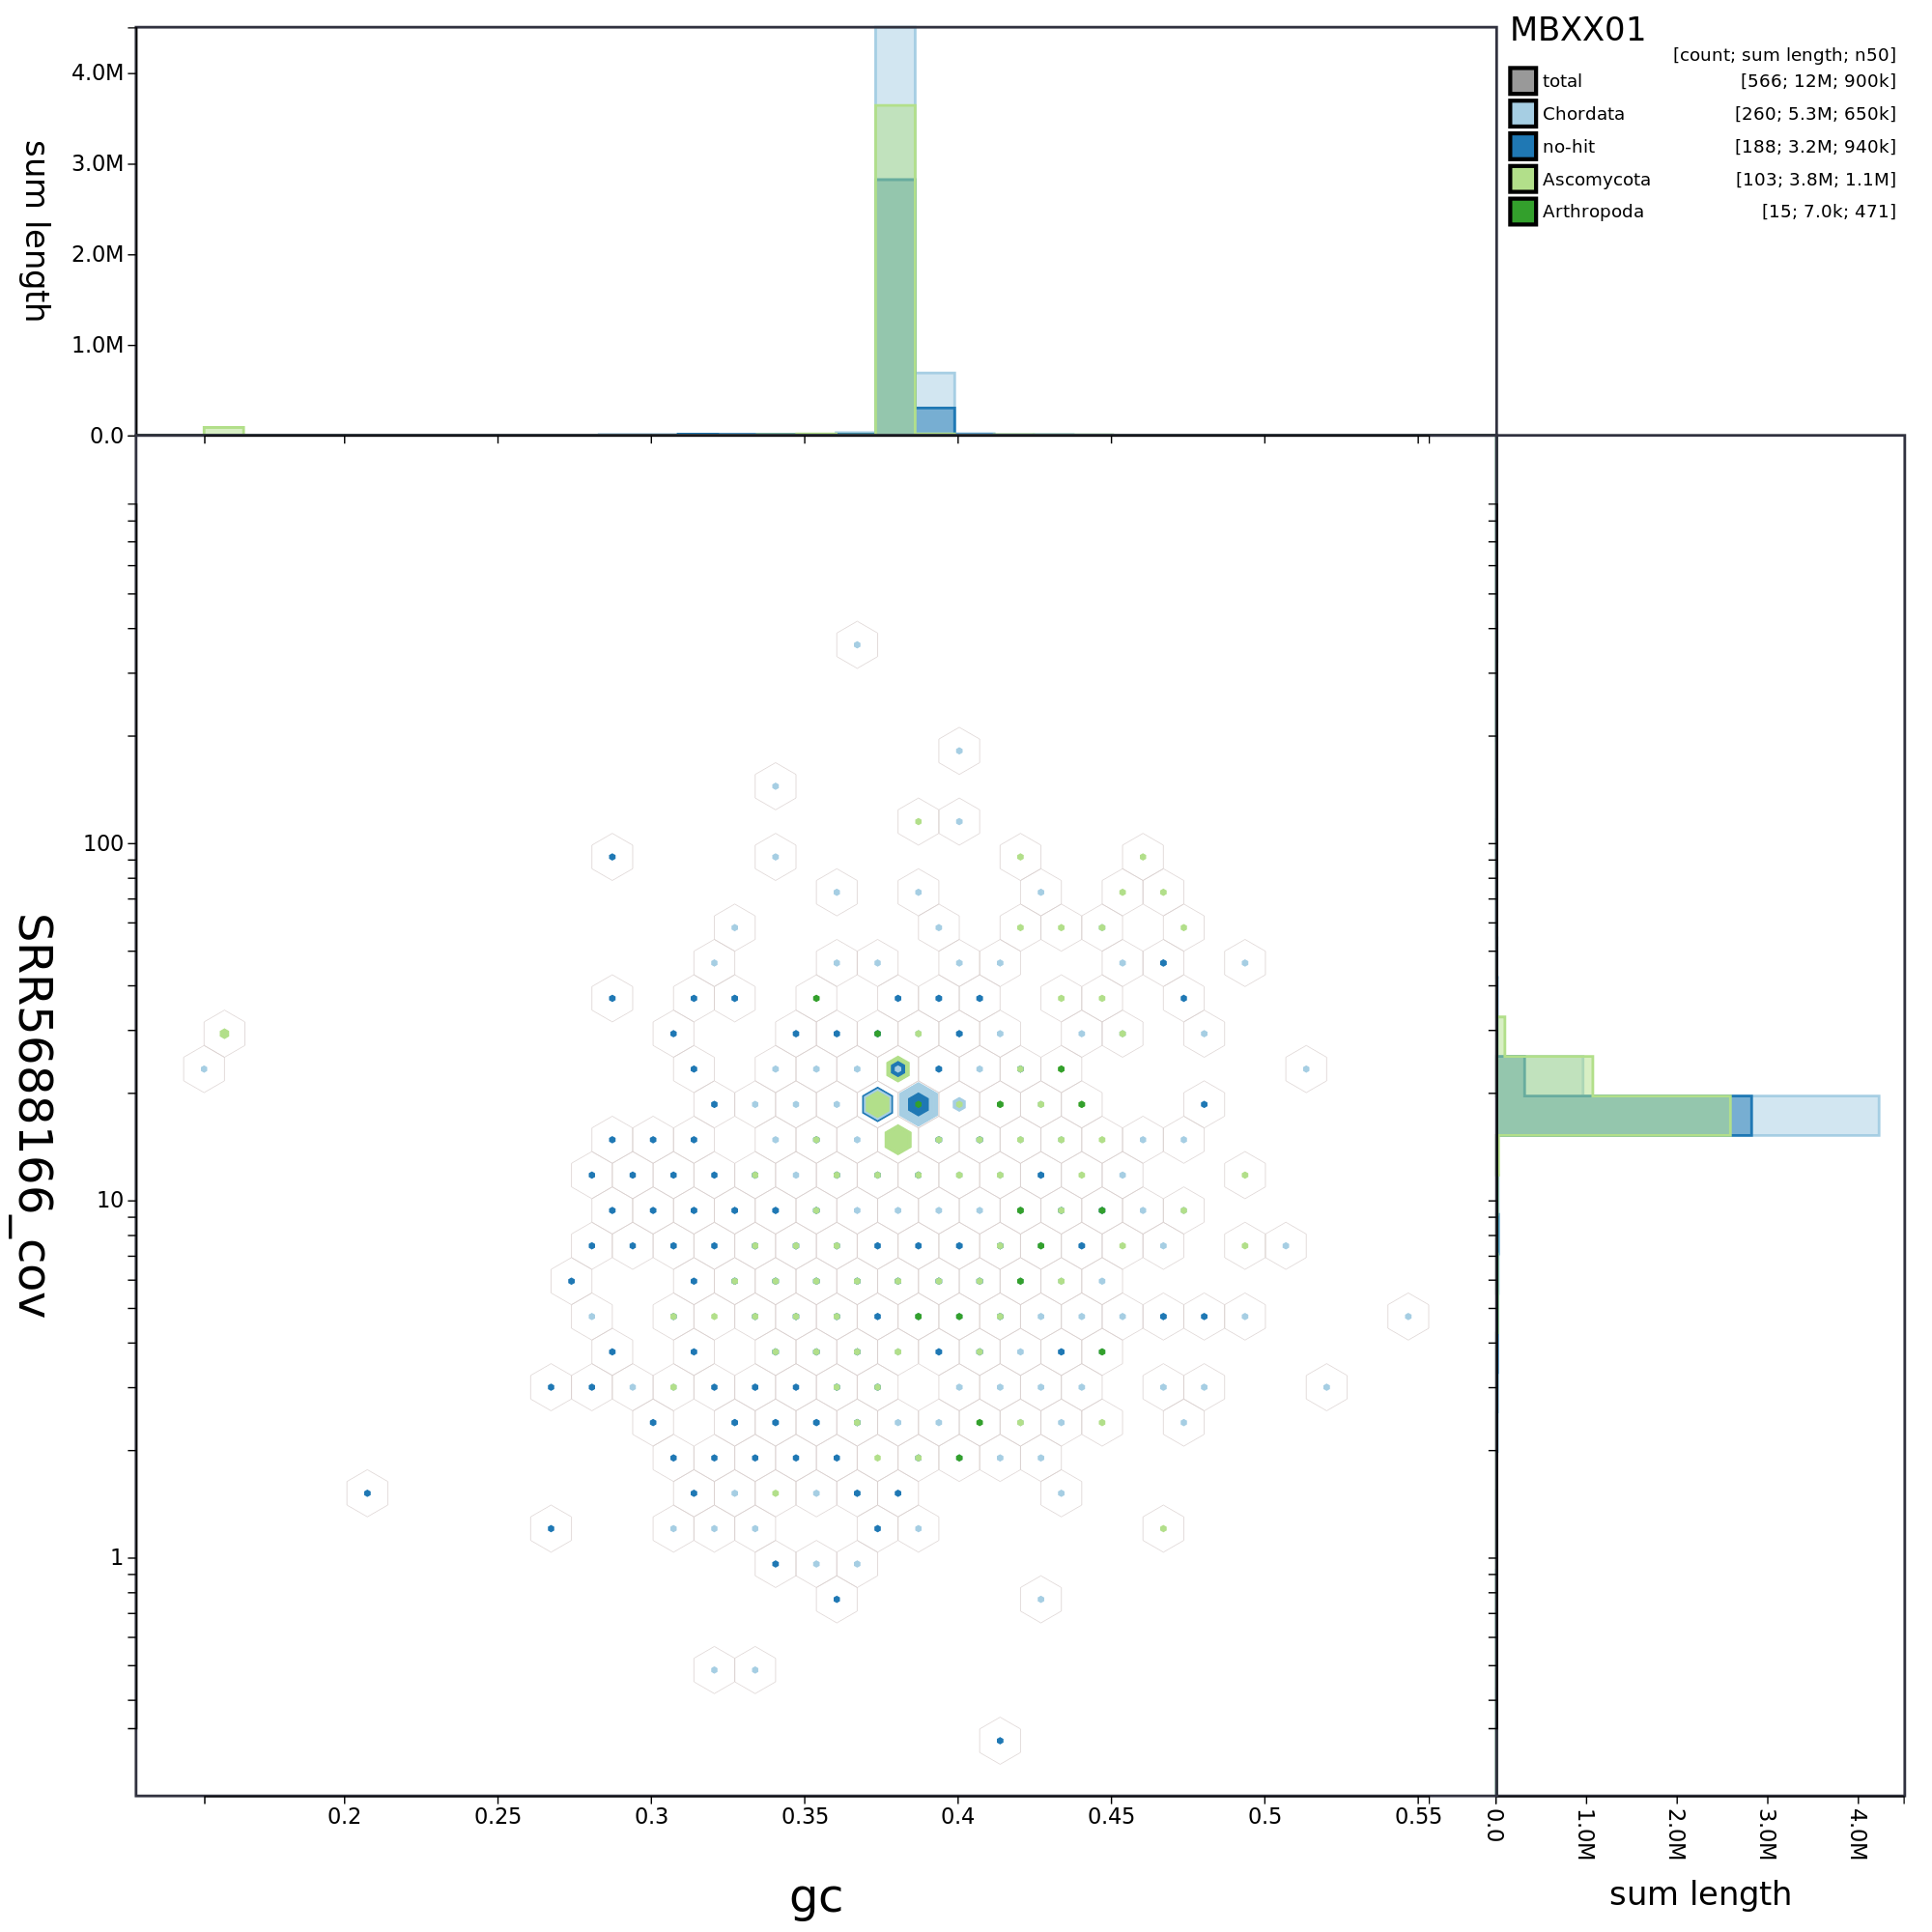 MBXX01
[count; sum length; n50]
total [566; 12M; 900k]
Chordata [260; 5.3M; 650k]
no-hit [188; 3.2M; 940k]
Ascomycota [103; 3.8M; 1.1M]
Arthropoda [15; 7.0k; 471]
sum length
4.0M
3.0M
2.0M
1.0M
0.0
SRR5688166_cov
100
10
1
0.2 0.25 0.3 0.35 0.4 0.45 0.5 0.55
gc
0.0 1.0M 2.0M 3.0M 4.0M
sum length